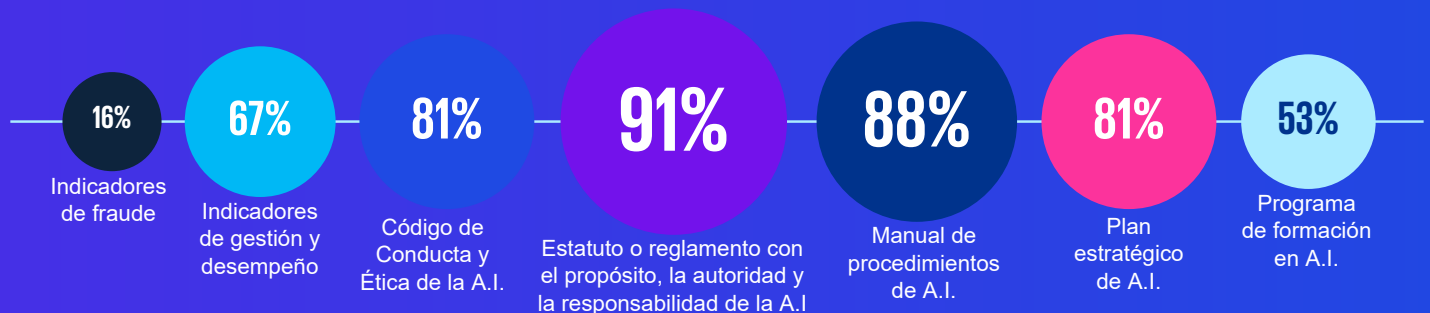 16%
Indicadores
de fraude
67%
Indicadores
de gestión y
desempeño
81%
Código de
Conducta y
Ética de la A.I.
91%
Estatuto o reglamento con
el propósito, la autoridad y
la responsabilidad de la A.I
88%
Manual de
procedimientos
de A.I.
81%
Plan
estratégico
de A.I.
53%
Programa
de formación
en A.I.